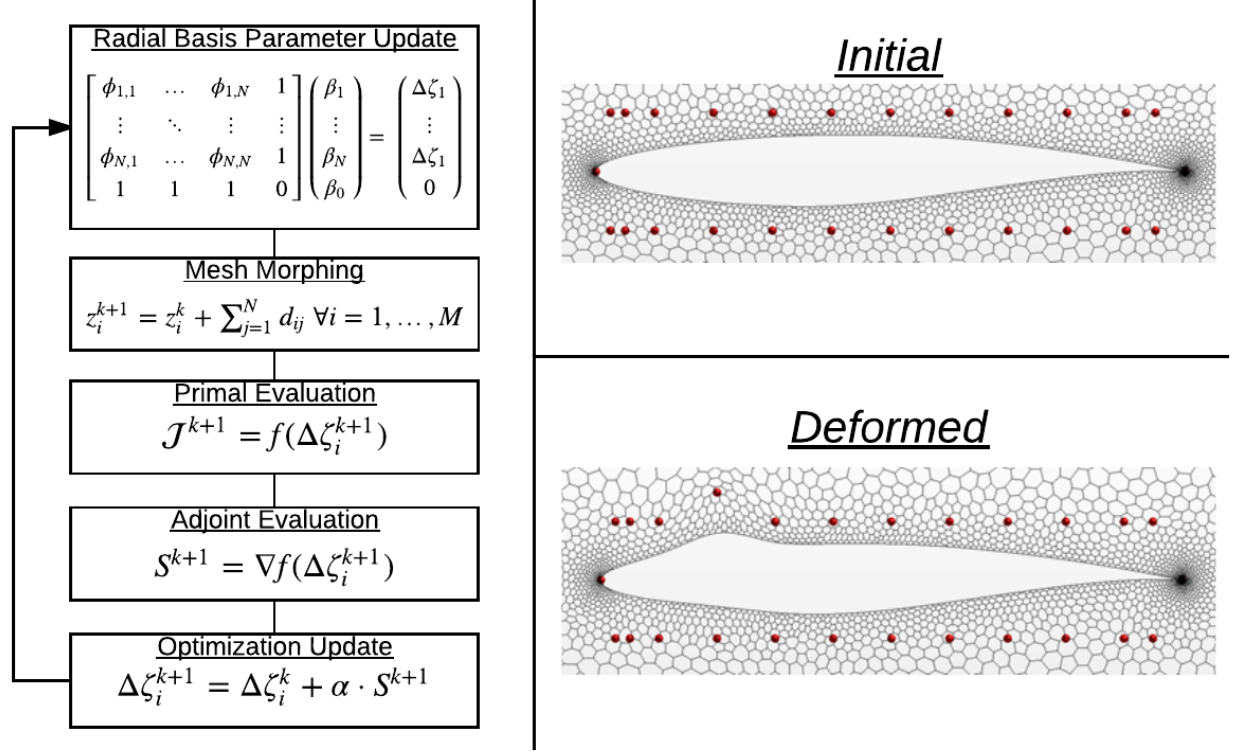 Radial Basis Parameter Update
ϕ1,1 … ϕ1,N 1 β1 Δζ1
⋮ ⋱ ⋮ ⋮ ⋮ = ⋮
ϕN,1 … ϕN,N 1 βN Δζ1
1 1 1 0 β0 0
Mesh Morphing
z_i^{k+1} = z_i^k + ∑_{j=1}^N d_{ij} ∀i = 1, … , M
Primal Evaluation
𝒥^{k+1} = f(Δζ_i^{k+1})
Adjoint Evaluation
S^{k+1} = ∇f(Δζ_i^{k+1})
Optimization Update
Δζ_i^{k+1} = Δζ_i^k + α · S^{k+1}
Initial
Deformed